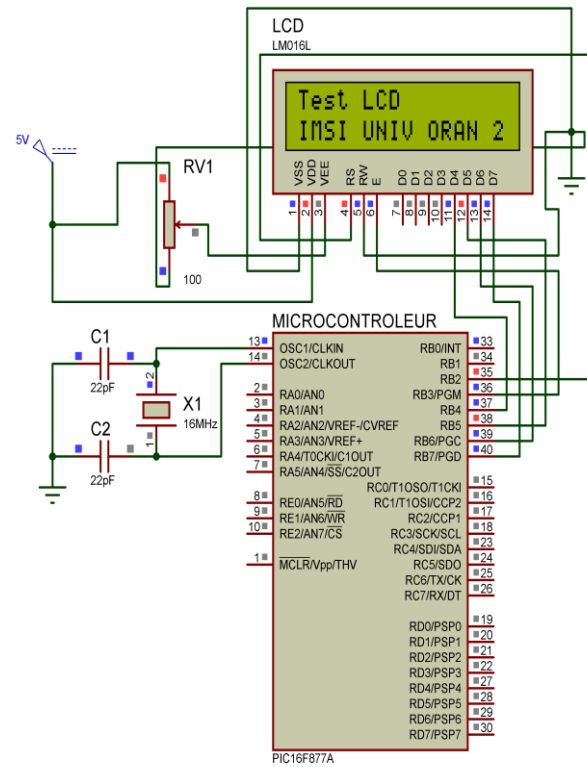 LCD
LM016L
Test LCD
IMSI UNIV ORAN 2
5V
RV1
100
VSS
VDD
VEE
RS
RW
E
D0
D1
D2
D3
D4
D5
D6
D7
1
2
3
4
5
6
7
8
9
10
11
12
13
14
MICROCONTROLEUR
C1
22pF
C2
22pF
X1
16MHz
2
1
13 OSC1/CLKIN
14 OSC2/CLKOUT
2 RA0/AN0
3 RA1/AN1
4 RA2/AN2/VREF-/CVREF
5 RA3/AN3/VREF+
6 RA4/T0CKI/C1OUT
7 RA5/AN4/SS/C2OUT
8 RE0/AN5/RD
9 RE1/AN6/WR
10 RE2/AN7/CS
1 MCLR/Vpp/THV
RB0/INT 33
RB1 34
RB2 35
RB3/PGM 36
RB4 37
RB5 38
RB6/PGC 39
RB7/PGD 40
RC0/T1OSO/T1CKI 15
RC1/T1OSI/CCP2 16
RC2/CCP1 17
RC3/SCK/SCL 18
RC4/SDI/SDA 23
RC5/SDO 24
RC6/TX/CK 25
RC7/RX/DT 26
RD0/PSP0 19
RD1/PSP1 20
RD2/PSP2 21
RD3/PSP3 22
RD4/PSP4 27
RD5/PSP5 28
RD6/PSP6 29
RD7/PSP7 30
PIC16F877A